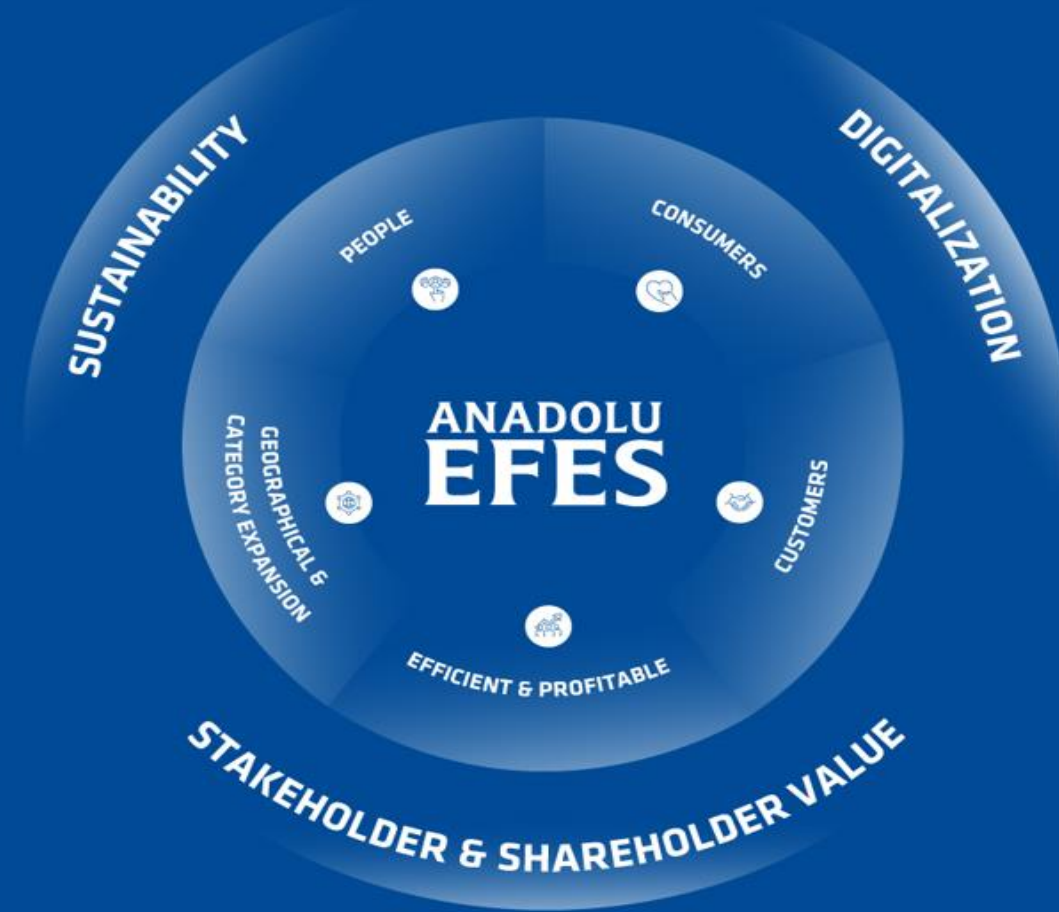 SUSTAINABILITY
DIGITALIZATION
PEOPLE
CONSUMERS
ANADOLU
EFES
GEOGRAPHICAL &
CATEGORY EXPANSION
CUSTOMERS
EFFICIENT & PROFITABLE
STAKEHOLDER & SHAREHOLDER VALUE